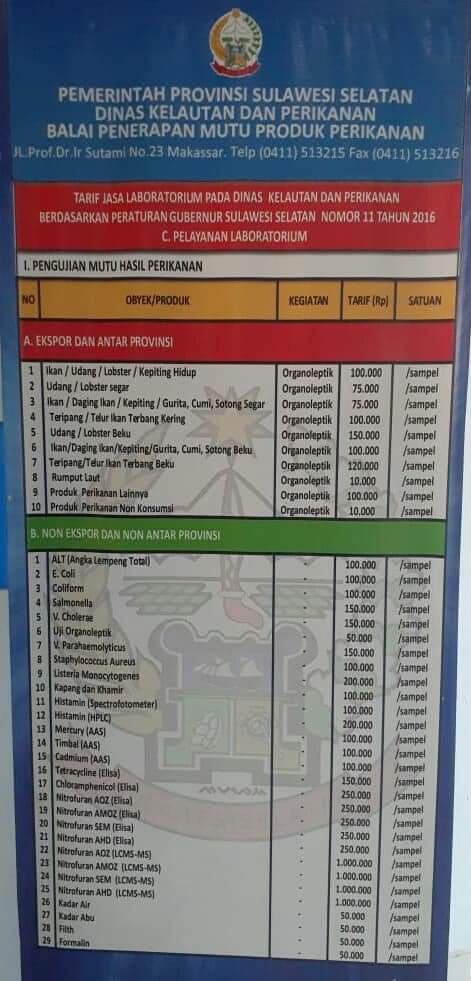 PEMERINTAH PROVINSI SULAWESI SELATAN
DINAS KELAUTAN DAN PERIKANAN
BALAI PENERAPAN MUTU PRODUK PERIKANAN
JL.Prof.Dr.Ir Sutami No.23 Makassar. Telp (0411) 513215 Fax (0411) 513216
TARIF JASA LABORATORIUM PADA DINAS KELAUTAN DAN PERIKANAN
BERDASARKAN PERATURAN GUBERNUR SULAWESI SELATAN NOMOR 11 TAHUN 2016
C. PELAYANAN LABORATORIUM
I. PENGUJIAN MUTU HASIL PERIKANAN
NO OBYEK/PRODUK KEGIATAN TARIF (Rp) SATUAN
A. EKSPOR DAN ANTAR PROVINSI
1 Ikan / Udang / Lobster / Kepiting Hidup Organoleptik 100.000 /sampel
2 Udang / Lobster segar Organoleptik 75.000 /sampel
3 Ikan / Daging Ikan / Kepiting / Gurita, Cumi, Sotong Segar Organoleptik 75.000 /sampel
4 Teripang / Telur Ikan Terbang Kering Organoleptik 100.000 /sampel
5 Udang / Lobster Beku Organoleptik 150.000 /sampel
6 Ikan/Daging Ikan/Kepiting/Gurita, Cumi, Sotong Beku Organoleptik 100.000 /sampel
7 Teripang/Telur Ikan Terbang Beku Organoleptik 120.000 /sampel
8 Rumput Laut Organoleptik 10.000 /sampel
9 Produk Perikanan Lainnya Organoleptik 100.000 /sampel
10 Produk Perikanan Non Konsumsi Organoleptik 10.000 /sampel
B. NON EKSPOR DAN NON ANTAR PROVINSI
1 ALT (Angka Lempeng Total) - 100.000 /sampel
2 E. Coli - 100.000 /sampel
3 Coliform - 100.000 /sampel
4 Salmonella - 150.000 /sampel
5 V. Cholerae - 150.000 /sampel
6 Uji Organoleptik - 50.000 /sampel
7 V. Parahaemolyticus - 150.000 /sampel
8 Staphylococcus Aureus - 100.000 /sampel
9 Listeria Monocytogenes - 200.000 /sampel
10 Kapang dan Khamir - 100.000 /sampel
11 Histamin (Spectrofotometer) - 100.000 /sampel
12 Histamin (HPLC) - 200.000 /sampel
13 Mercury (AAS) - 100.000 /sampel
14 Timbal (AAS) - 100.000 /sampel
15 Cadmium (AAS) - 100.000 /sampel
16 Tetracycline (Elisa) - 150.000 /sampel
17 Chloramphenicol (Elisa) - 250.000 /sampel
18 Nitrofuran AOZ (Elisa) - 250.000 /sampel
19 Nitrofuran AMOZ (Elisa) - 250.000 /sampel
20 Nitrofuran SEM (Elisa) - 250.000 /sampel
21 Nitrofuran AHD (Elisa) - 250.000 /sampel
22 Nitrofuran AOZ (LCMS-MS) - 1.000.000 /sampel
23 Nitrofuran AMOZ (LCMS-MS) - 1.000.000 /sampel
24 Nitrofuran SEM (LCMS-MS) - 1.000.000 /sampel
25 Nitrofuran AHD (LCMS-MS) - 1.000.000 /sampel
26 Kadar Air - 50.000 /sampel
27 Kadar Abu - 50.000 /sampel
28 Filth - 50.000 /sampel
29 Formalin - 50.000 /sampel